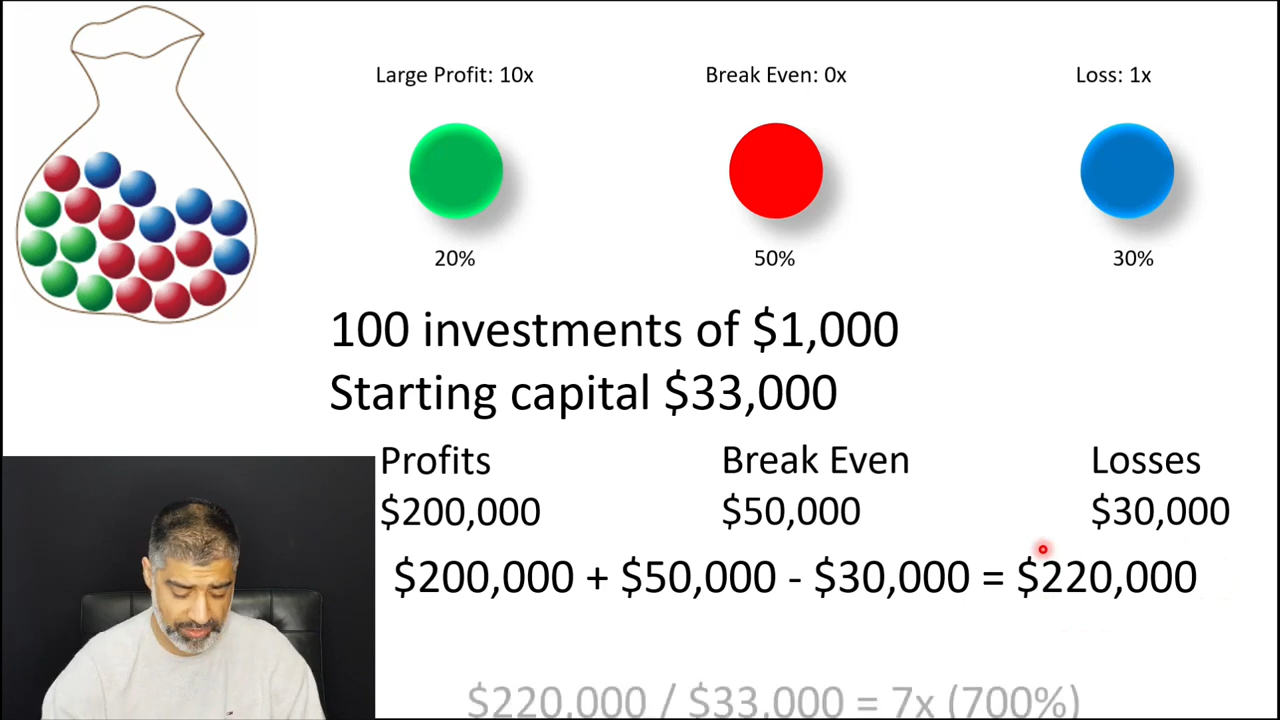 Large Profit: 10x Break Even: 0x Loss: 1x
20% 50% 30%
100 investments of $1,000
Starting capital $33,000
Profits Break Even Losses
$200,000 $50,000 $30,000
$200,000 + $50,000 - $30,000 = $220,000
$220,000 / $33,000 = 7x (700%)